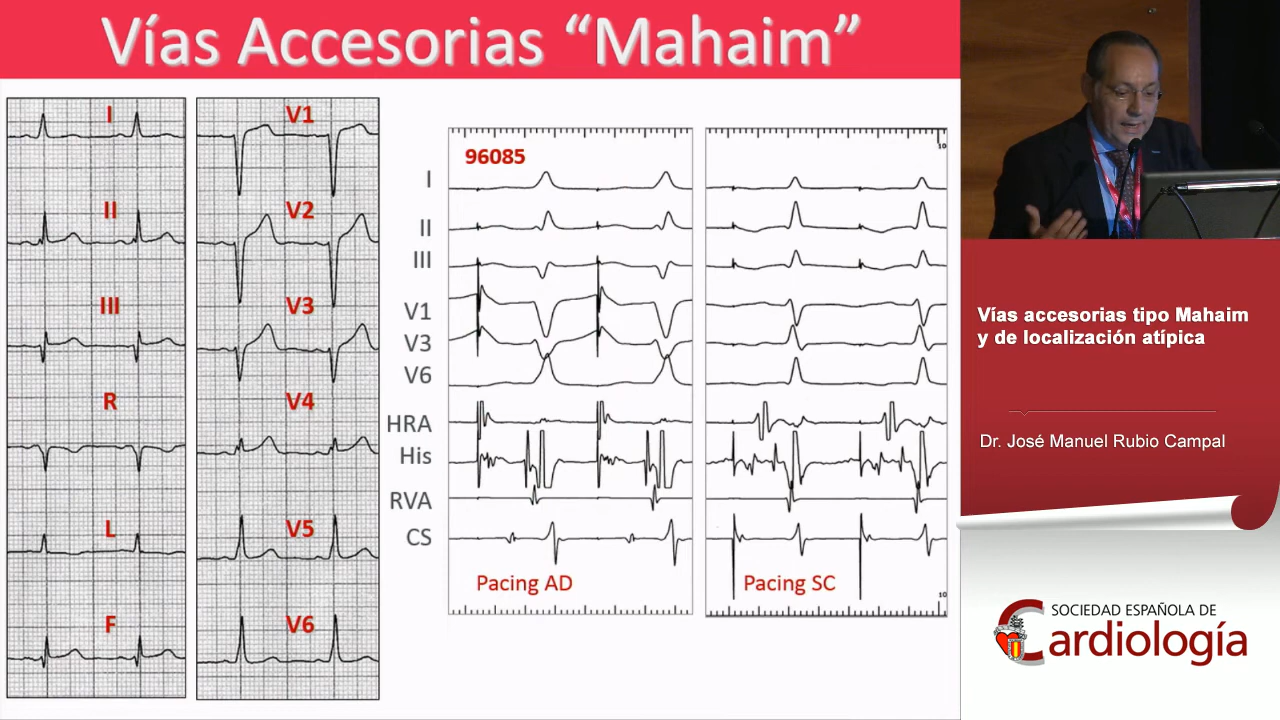 Vías Accesorias “Mahaim”
I
II
III
R
L
F
V1
V2
V3
V4
V5
V6
96085
I
II
III
V1
V3
V6
HRA
His
RVA
CS
Pacing AD
Pacing SC
10
10
Vías accesorias tipo Mahaim
y de localización atípica
Dr. José Manuel Rubio Campal
SOCIEDAD ESPAÑOLA DE
Cardiología